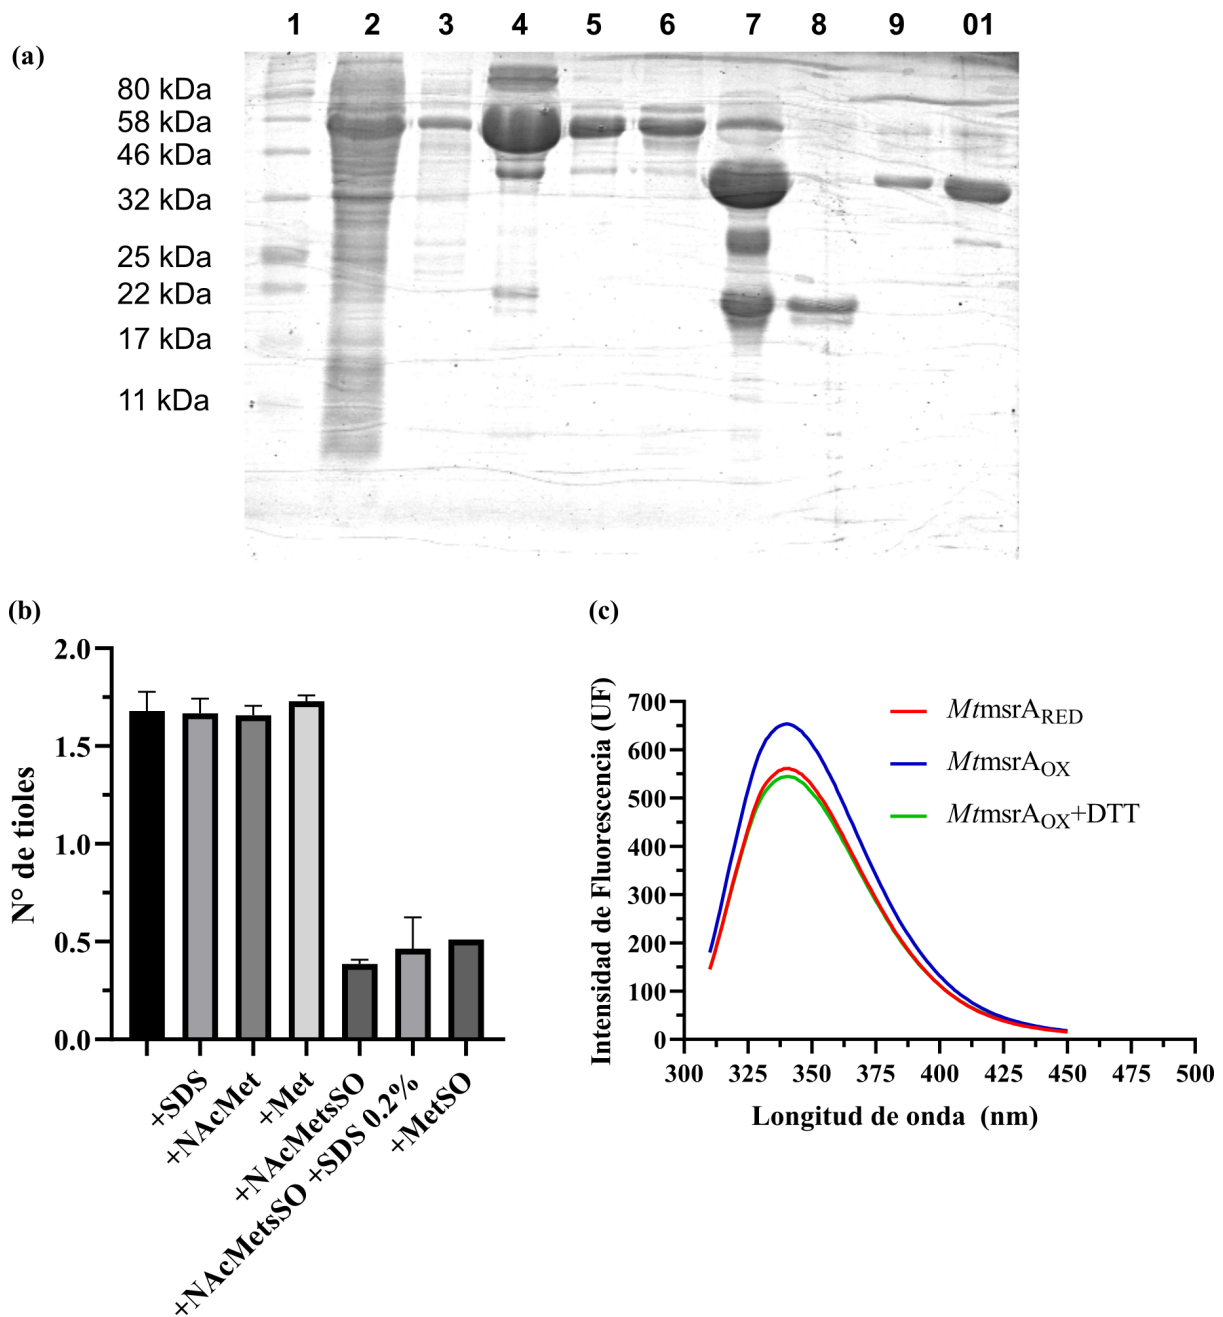 1 2 3 4 5 6 7 8 9 01
(a)
80 kDa
58 kDa
46 kDa
32 kDa
25 kDa
22 kDa
17 kDa
11 kDa
(b)
N° de tioles
2.0
1.5
1.0
0.5
0.0
+SDS
+NAcMet
+Met
+NAcMetsSO
+NAcMetsSO +SDS 0.2%
+MetSO
(c)
Intensidad de Fluorescencia (UF)
700
600
500
400
300
200
100
0
300 325 350 375 400 425 450 475 500
Longitud de onda (nm)
MtmsrARED
MtmsrAOX
MtmsrAOX+DTT